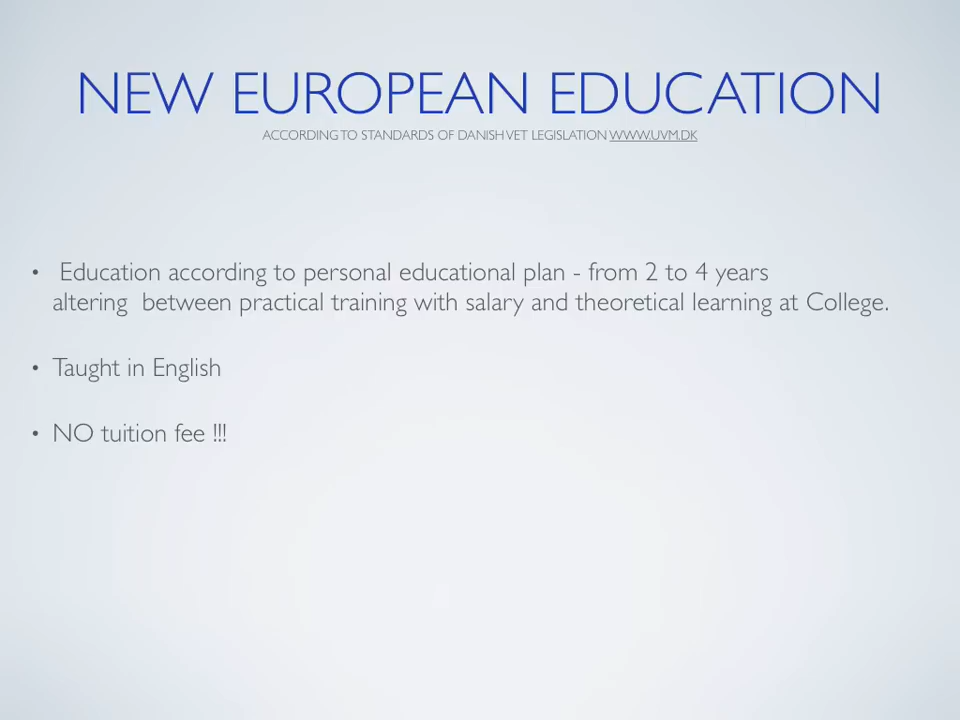 NEW EUROPEAN EDUCATION
ACCORDING TO STANDARDS OF DANISH VET LEGISLATION WWW.UVM.DK
• Education according to personal educational plan - from 2 to 4 years
altering between practical training with salary and theoretical learning at College.
• Taught in English
• NO tuition fee !!!